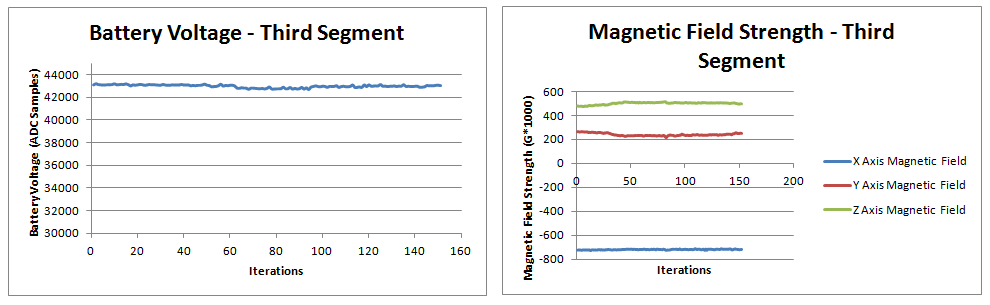 Battery Voltage - Third Segment
Battery Voltage (ADC Samples)
44000
42000
40000
38000
36000
34000
32000
30000
0 20 40 60 80 100 120 140 160
Iterations
Magnetic Field Strength - Third
Segment
Magnetic Field Strength (G*1000)
600
400
200
0
-200
-400
-600
-800
0 50 100 150 200
Iterations
X Axis Magnetic Field
Y Axis Magnetic Field
Z Axis Magnetic Field